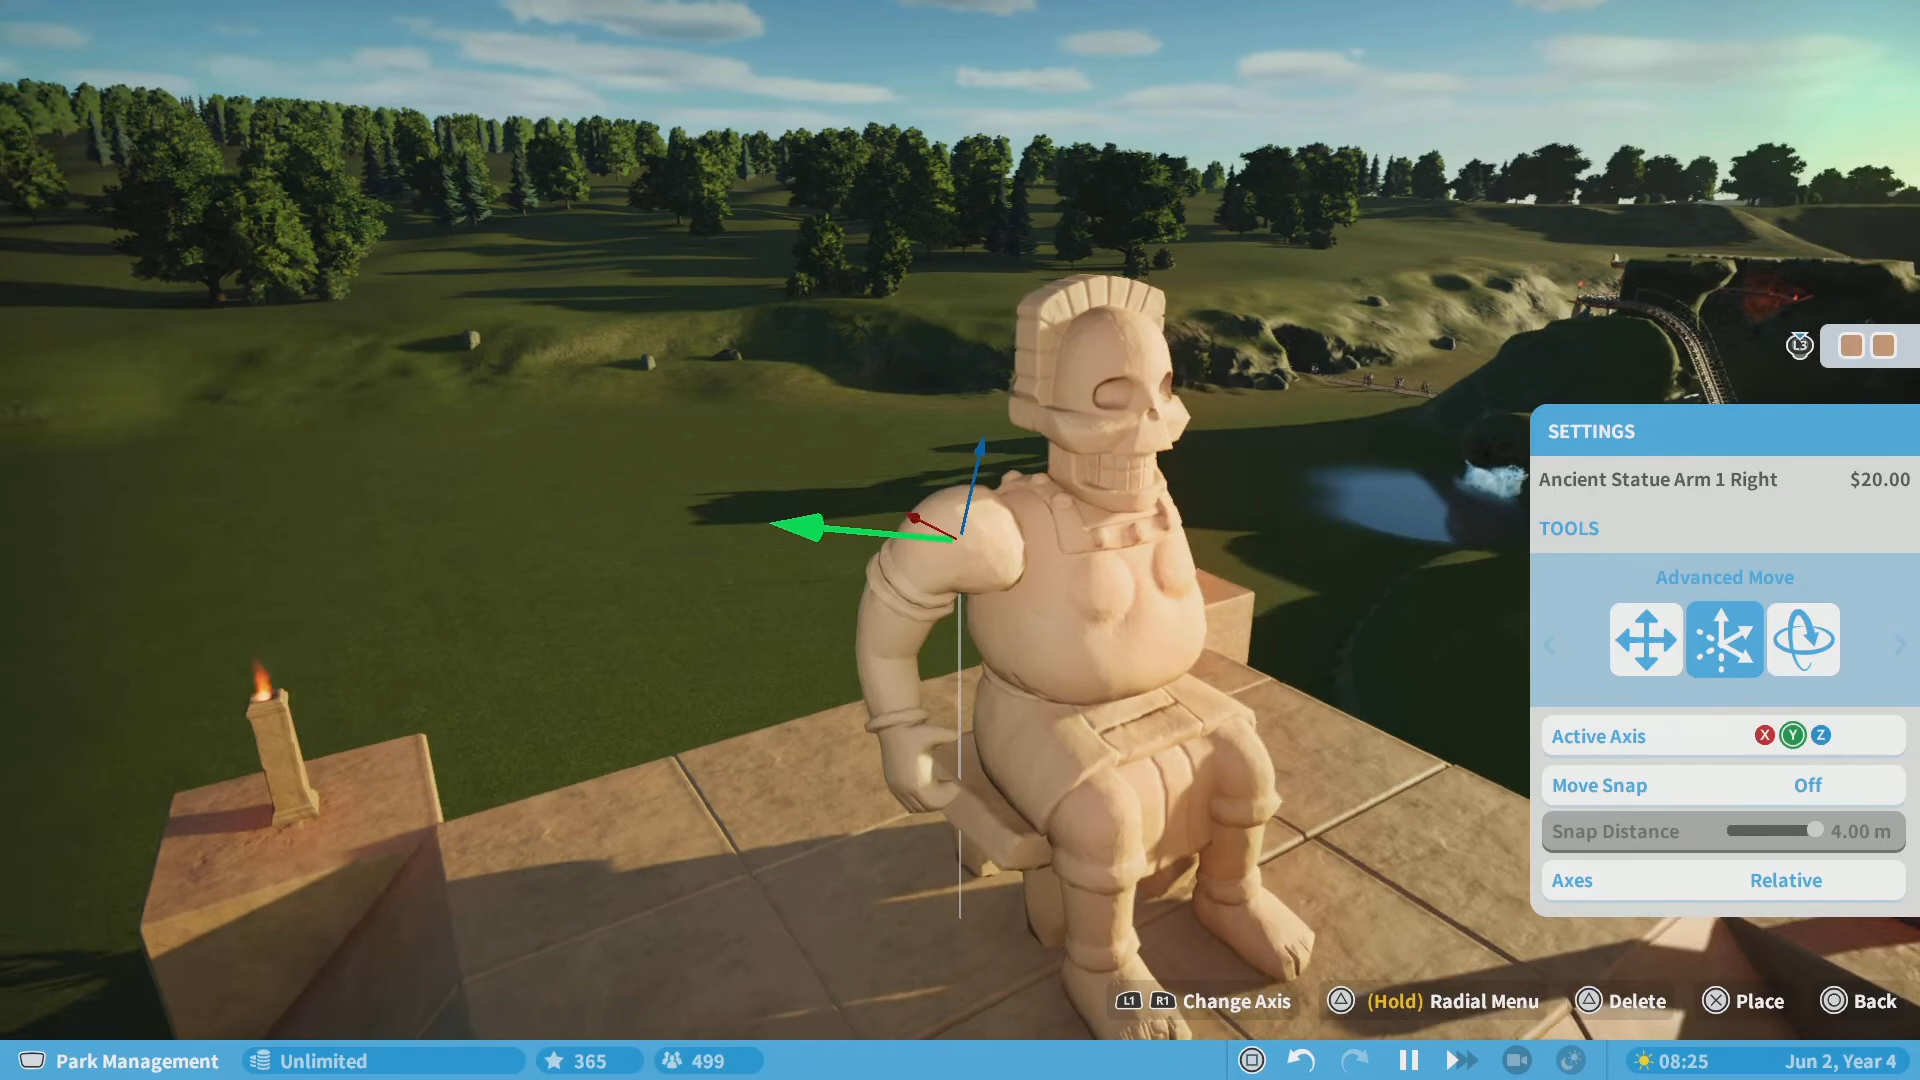 L3
SETTINGS
Ancient Statue Arm 1 Right $20.00
TOOLS
Advanced Move
Active Axis X Y Z
Move Snap Off
Snap Distance 4.00 m
Axes Relative
L1 R1 Change Axis (Hold) Radial Menu Delete Place Back
Park Management Unlimited 365 499 08:25 Jun 2, Year 4